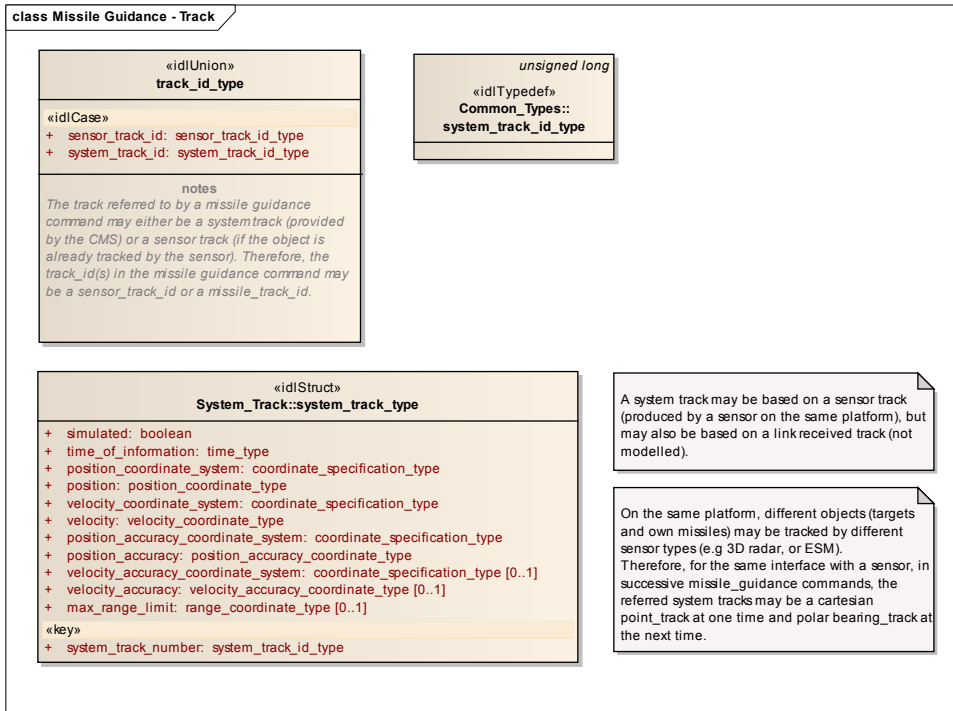 class Missile Guidance - Track
«idlUnion»
track_id_type
«idlCase»
+ sensor_track_id: sensor_track_id_type
+ system_track_id: system_track_id_type
notes
The track referred to by a missile guidance
command may either be a system track (provided
by the CMS) or a sensor track (if the object is
already tracked by the sensor). Therefore, the
track_id(s) in the missile guidance command may
be a sensor_track_id or a missile_track_id.
unsigned long
«idlTypedef»
Common_Types::
system_track_id_type
«idlStruct»
System_Track::system_track_type
+ simulated: boolean
+ time_of_information: time_type
+ position_coordinate_system: coordinate_specification_type
+ position: position_coordinate_type
+ velocity_coordinate_system: coordinate_specification_type
+ velocity: velocity_coordinate_type
+ position_accuracy_coordinate_system: coordinate_specification_type
+ position_accuracy: position_accuracy_coordinate_type
+ velocity_accuracy_coordinate_system: coordinate_specification_type [0..1]
+ velocity_accuracy: velocity_accuracy_coordinate_type [0..1]
+ max_range_limit: range_coordinate_type [0..1]
«key»
+ system_track_number: system_track_id_type
A system track may be based on a sensor track
(produced by a sensor on the same platform), but
may also be based on a link received track (not
modelled).
On the same platform, different objects (targets
and own missiles) may be tracked by different
sensor types (e.g 3D radar, or ESM).
Therefore, for the same interface with a sensor, in
successive missile_guidance commands, the
referred system tracks may be a cartesian
point_track at one time and polar bearing_track at
the next time.